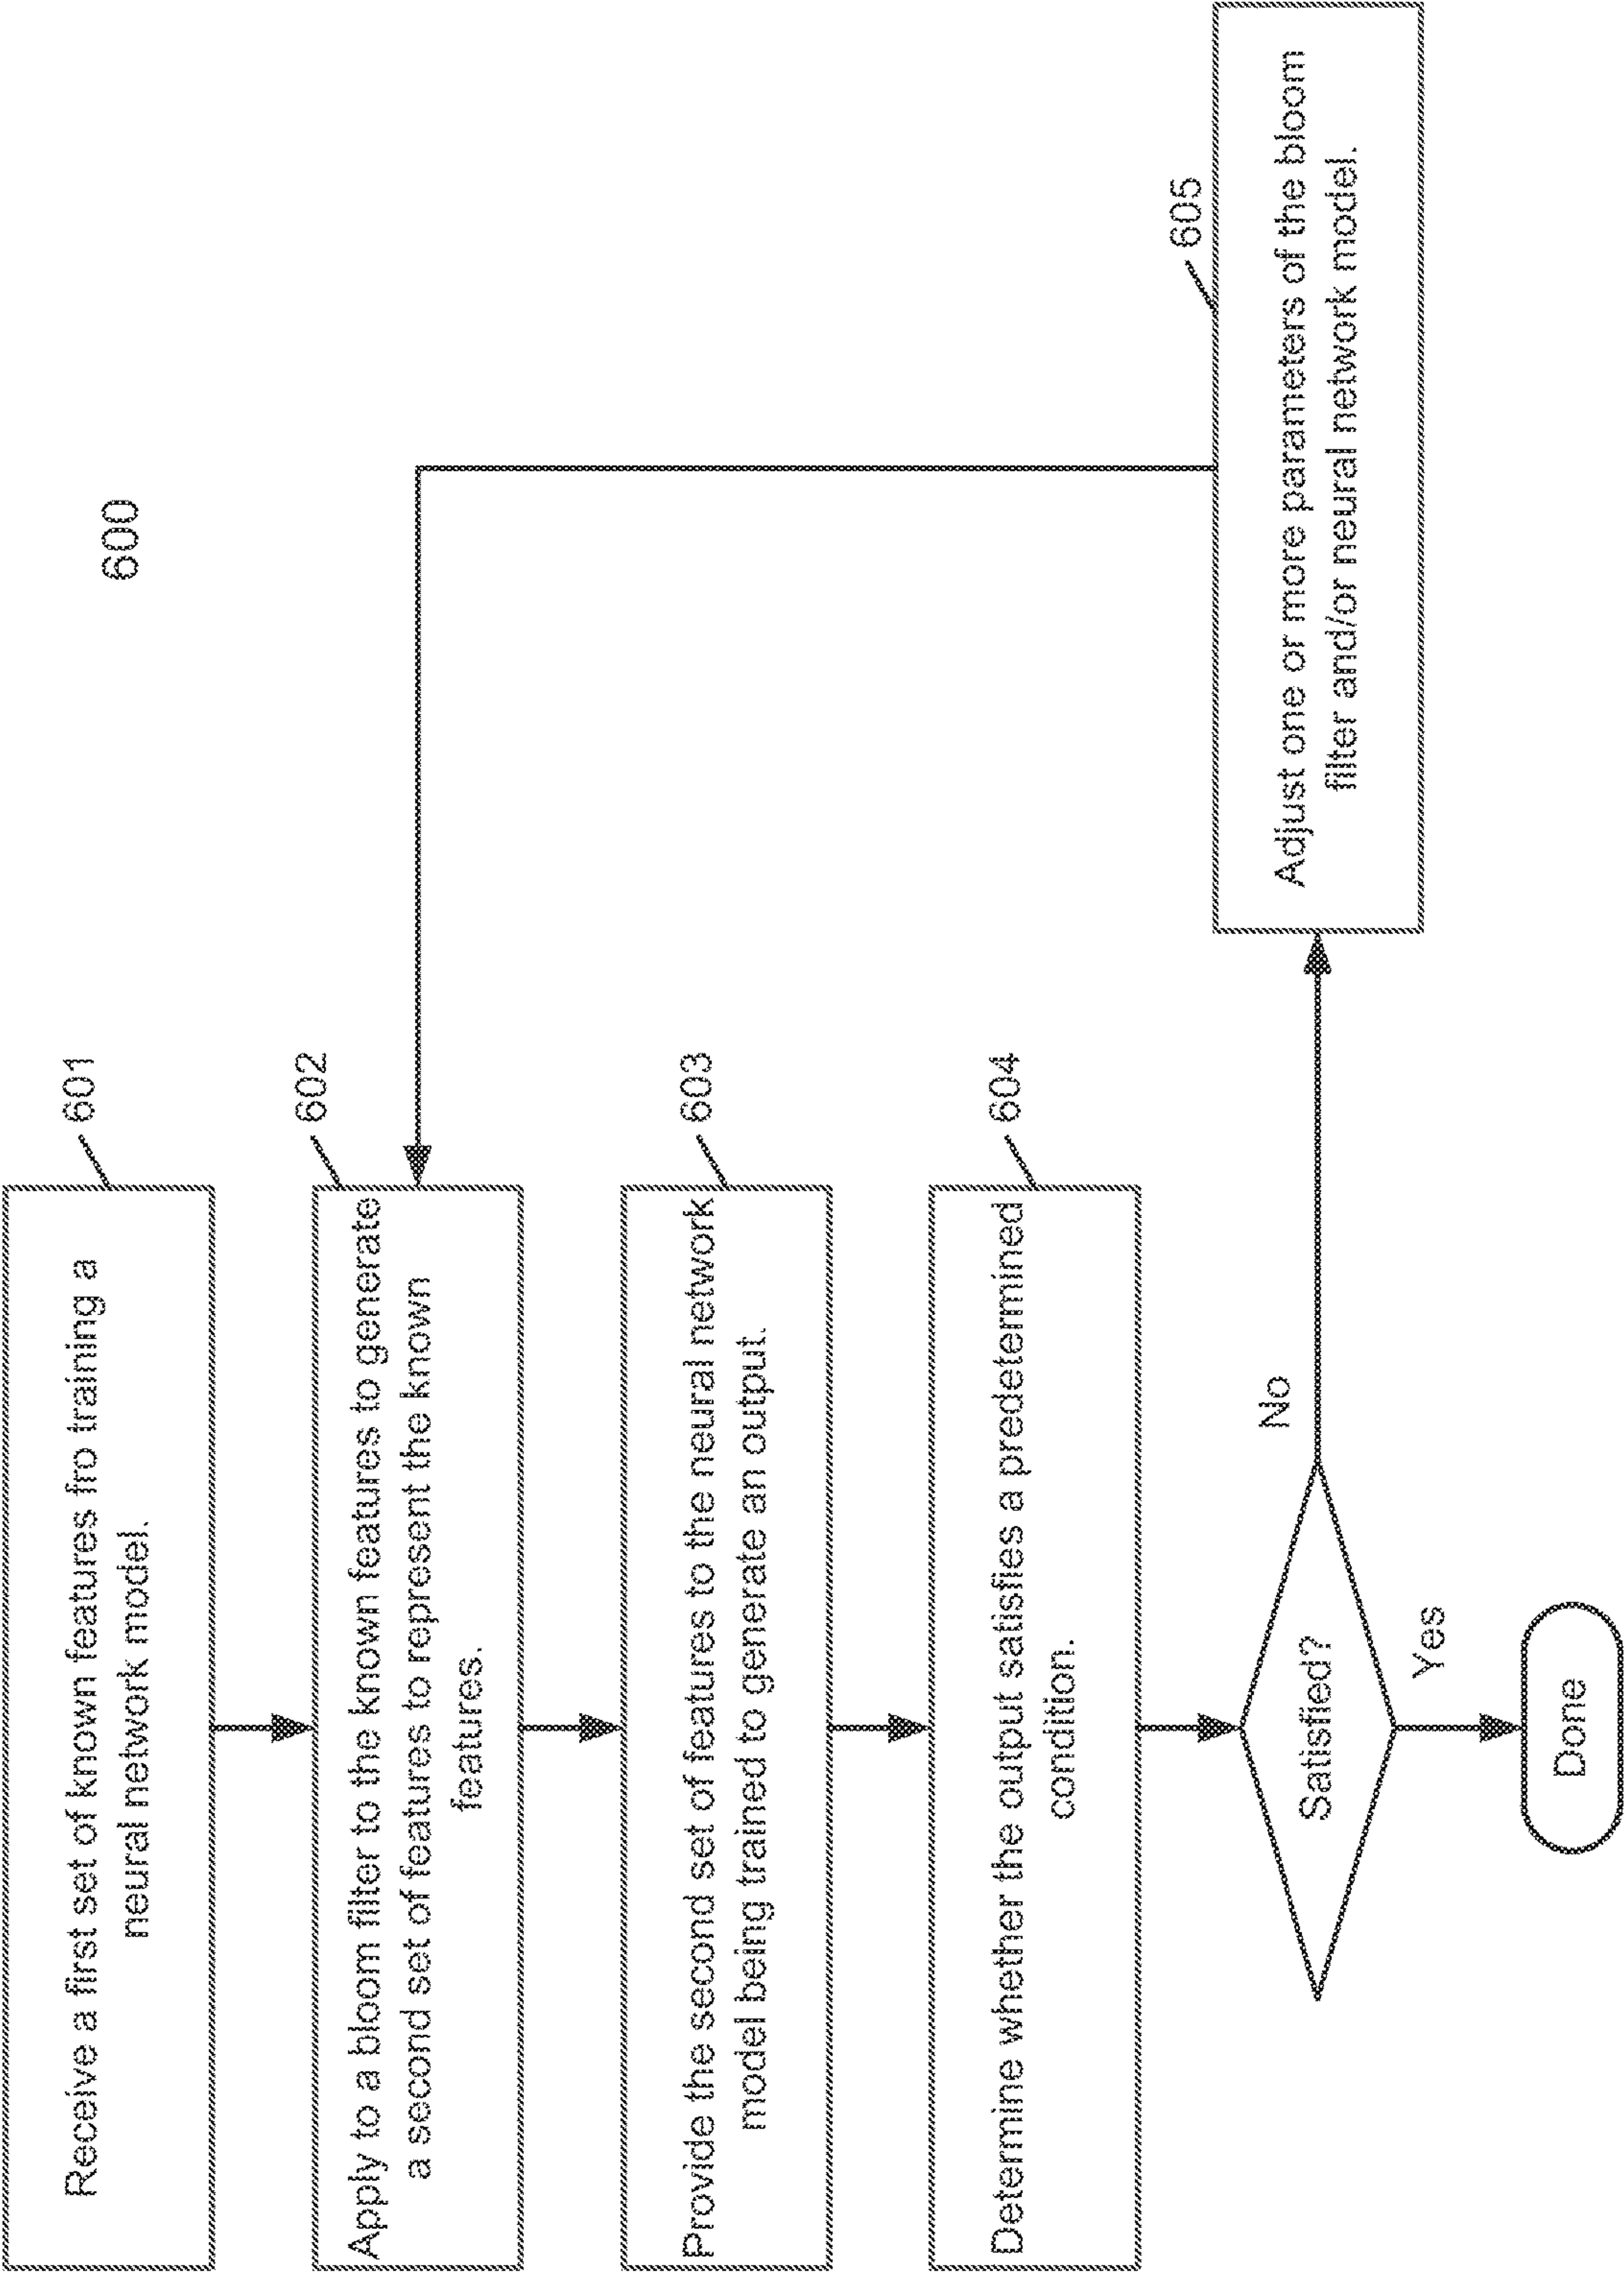 600
601
Receive a first set of known features fro training a
neural network model.
602
Apply to a bloom filter to the known features to generate
a second set of features to represent the known
features.
603
Provide the second set of features to the neural network
model being trained to generate an output.
604
Determine whether the output satisfies a predetermined
condition.
Satisfied?
No
Yes
605
Adjust one or more parameters of the bloom
filter and/or neural network model.
Done